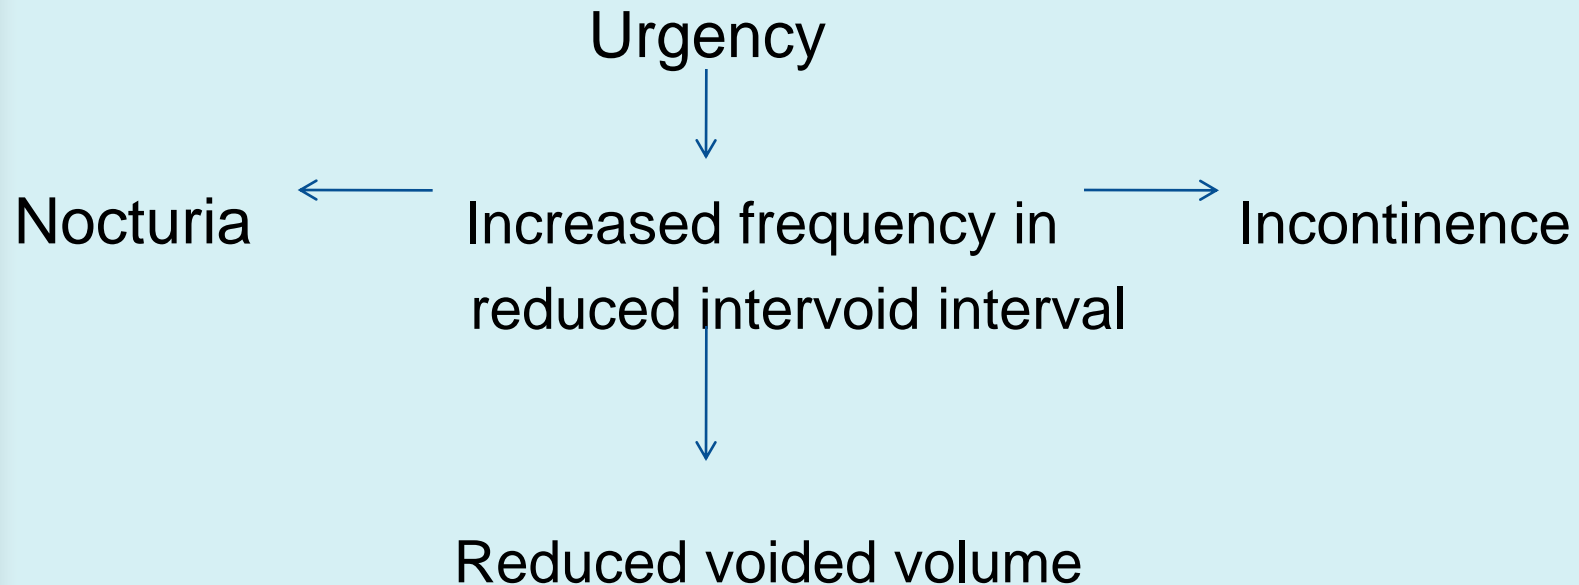 Urgency
Nocturia
Increased frequency in
reduced intervoid interval
Incontinence
Reduced voided volume